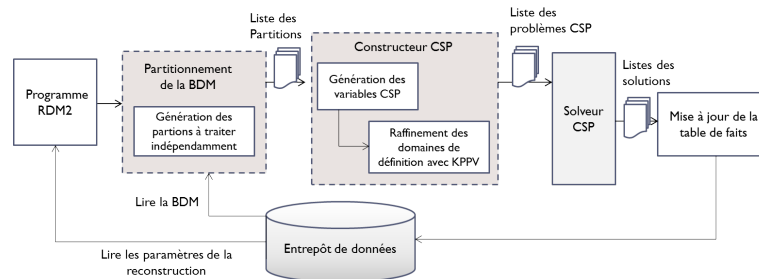 Liste des
Partitions
Liste des
problèmes CSP
Constructeur CSP
Partitionnement
de la BDM
Listes des
solutions
Programme
RDM2
Génération des
variables CSP
Génération des
partions à traiter
indépendamment
Solveur
CSP
Mise à jour de la
table de faits
Raffinement des
domaines de
définition avec KPPV
Lire la BDM
Entrepôt de données
Lire les paramètres de la
reconstruction